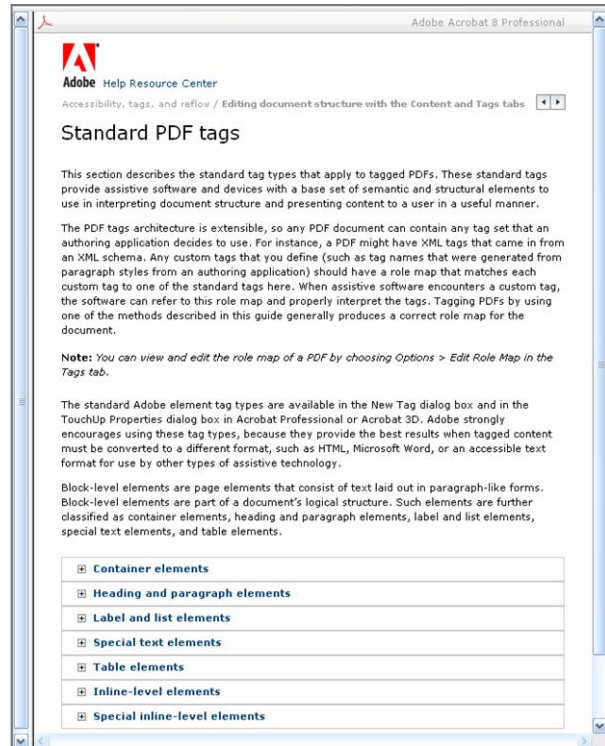 Adobe Acrobat 8 Professional
Adobe Help Resource Center
Accessibility, tags, and reflow / Editing document structure with the Content and Tags tabs
Standard PDF tags
This section describes the standard tag types that apply to tagged PDFs. These standard tags
provide assistive software and devices with a base set of semantic and structural elements to
use in interpreting document structure and presenting content to a user in a useful manner.
The PDF tags architecture is extensible, so any PDF document can contain any tag set that an
authoring application decides to use. For instance, a PDF might have XML tags that came in from
an XML schema. Any custom tags that you define (such as tag names that were generated from
paragraph styles from an authoring application) should have a role map that matches each
custom tag to one of the standard tags here. When assistive software encounters a custom tag,
the software can refer to this role map and properly interpret the tags. Tagging PDFs by using
one of the methods described in this guide generally produces a correct role map for the
document.
Note: You can view and edit the role map of a PDF by choosing Options > Edit Role Map in the
Tags tab.
The standard Adobe element tag types are available in the New Tag dialog box and in the
TouchUp Properties dialog box in Acrobat Professional or Acrobat 3D. Adobe strongly
encourages using these tag types, because they provide the best results when tagged content
must be converted to a different format, such as HTML, Microsoft Word, or an accessible text
format for use by other types of assistive technology.
Block-level elements are page elements that consist of text laid out in paragraph-like forms.
Block-level elements are part of a document's logical structure. Such elements are further
classified as container elements, heading and paragraph elements, label and list elements,
special text elements, and table elements.
Container elements
Heading and paragraph elements
Label and list elements
Special text elements
Table elements
Inline-level elements
Special inline-level elements